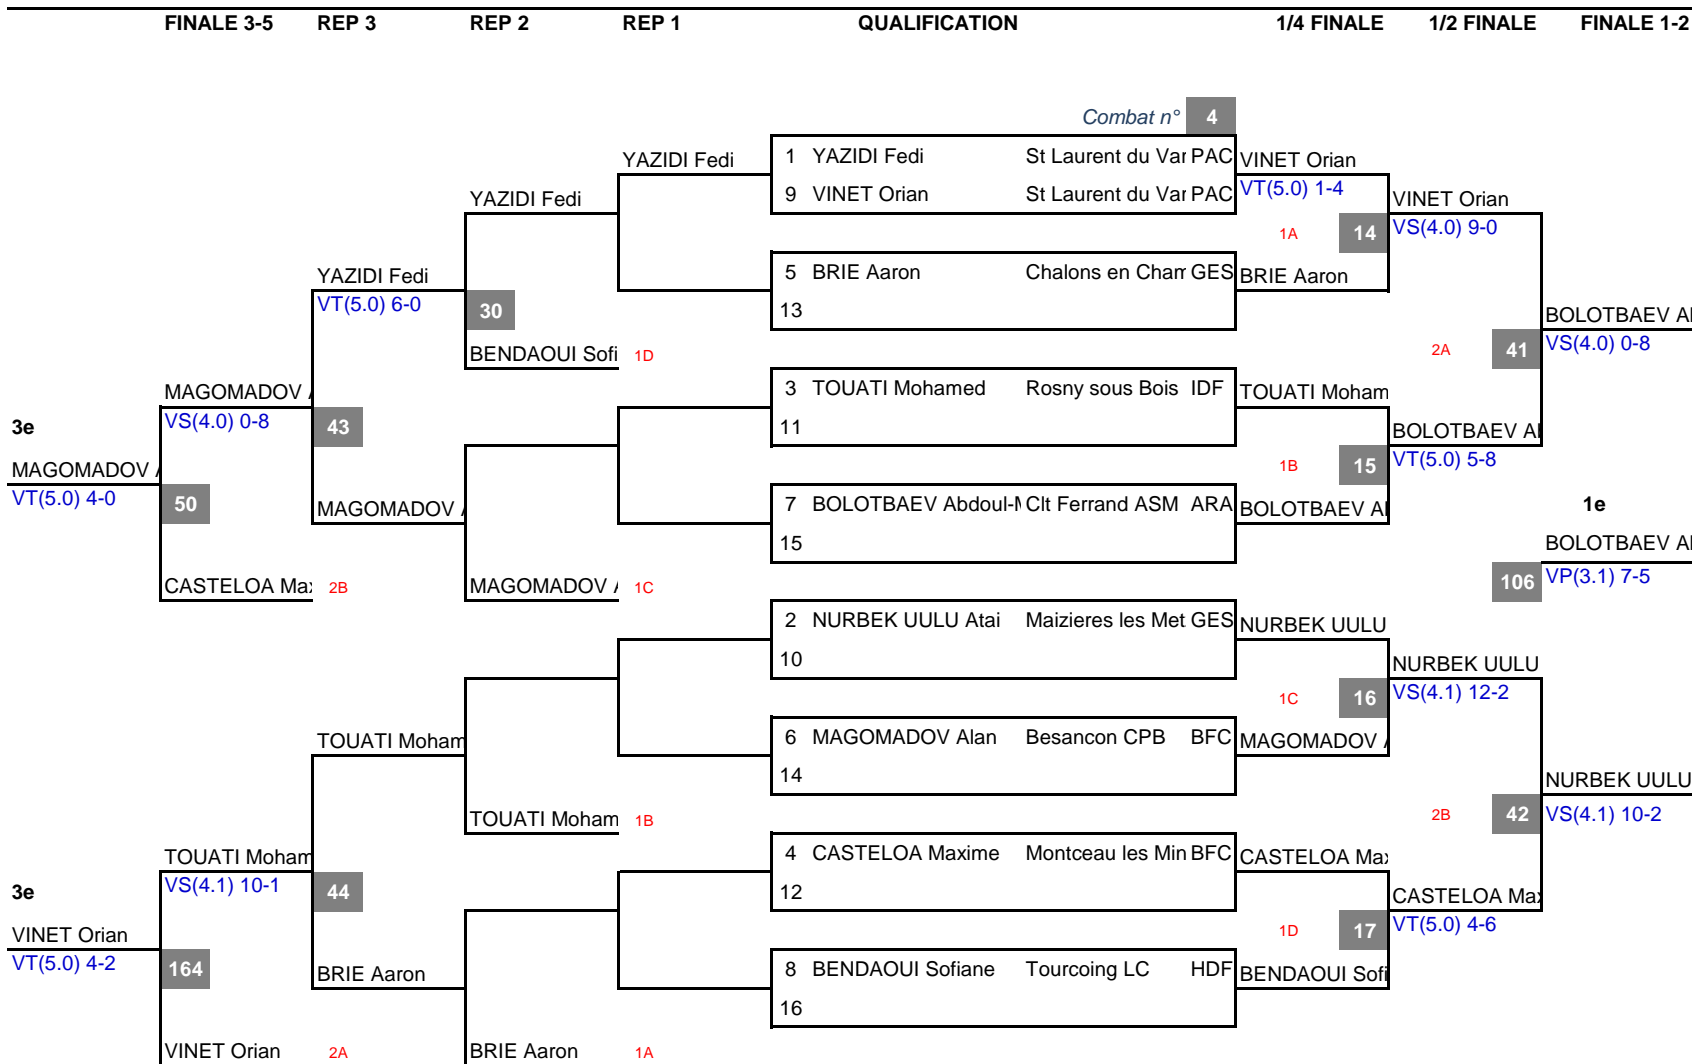 FINALE 3-5 REP 3 REP 2 REP 1 QUALIFICATION 1/4 FINALE 1/2 FINALE FINALE 1-2
Combat n° 4
YAZIDI Fedi 1 YAZIDI Fedi St Laurent du Var PAC VINET Orian
YAZIDI Fedi 9 VINET Orian St Laurent du Var PAC VT(5.0) 1-4 VINET Orian
1A 14 VS(4.0) 9-0
YAZIDI Fedi 5 BRIE Aaron Chalons en Cham GES BRIE Aaron
VT(5.0) 6-0 30 13 BOLOTBAEV Al
BENDAOUI Sofi 1D 2A 41 VS(4.0) 0-8
MAGOMADOV A 3 TOUATI Mohamed Rosny sous Bois IDF TOUATI Moham
3e VS(4.0) 0-8 43 11 BOLOTBAEV Al
MAGOMADOV A 1B 15 VT(5.0) 5-8
VT(5.0) 4-0 50 MAGOMADOV A 7 BOLOTBAEV Abdoul-M Clt Ferrand ASM ARA BOLOTBAEV Al 1e
15 BOLOTBAEV Al
CASTELOA Max 2B MAGOMADOV A 1C 106 VP(3.1) 7-5
2 NURBEK UULU Atai Maizieres les Met GES NURBEK UULU
10 NURBEK UULU
1C 16 VS(4.1) 12-2
TOUATI Moham 6 MAGOMADOV Alan Besancon CPB BFC MAGOMADOV A
14 NURBEK UULU
TOUATI Moham 1B 2B 42 VS(4.1) 10-2
TOUATI Moham 4 CASTELOA Maxime Montceau les Min BFC CASTELOA Max
3e VS(4.1) 10-1 44 12 CASTELOA Max
VINET Orian 1D 17 VT(5.0) 4-6
VT(5.0) 4-2 164 BRIE Aaron 8 BENDAOUI Sofiane Tourcoing LC HDF BENDAOUI Sofi
16
VINET Orian 2A BRIE Aaron 1A